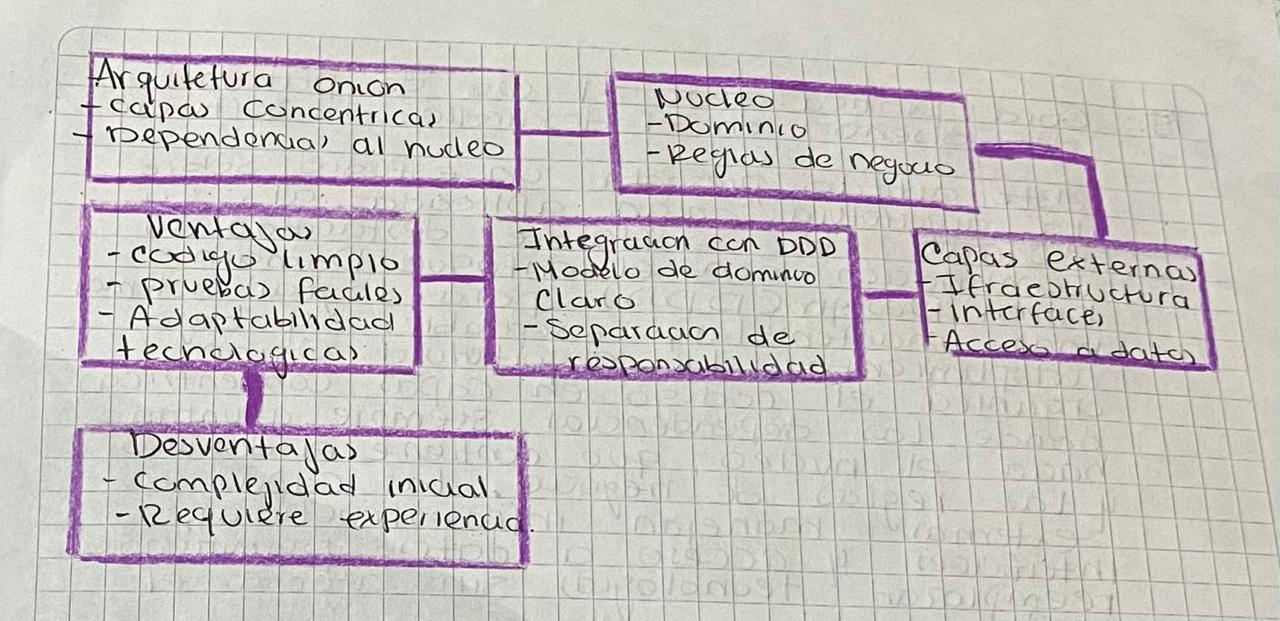 Arquitetura onion
- capas concentricas
- Dependencias al nucleo
Nucleo
- Dominio
- Reglas de negocio
Capas externas
- Ifraestructura
- Interfaces
- Acceso a datos
Integracion con DDD
- Modelo de dominio
claro
- Separacion de
responsabilidad
Ventajas
- codigo limpio
- pruebas faciles
- Adaptabilidad
tecnologicas
Desventajas
- Complejidad inicial
- Requiere experiencia.